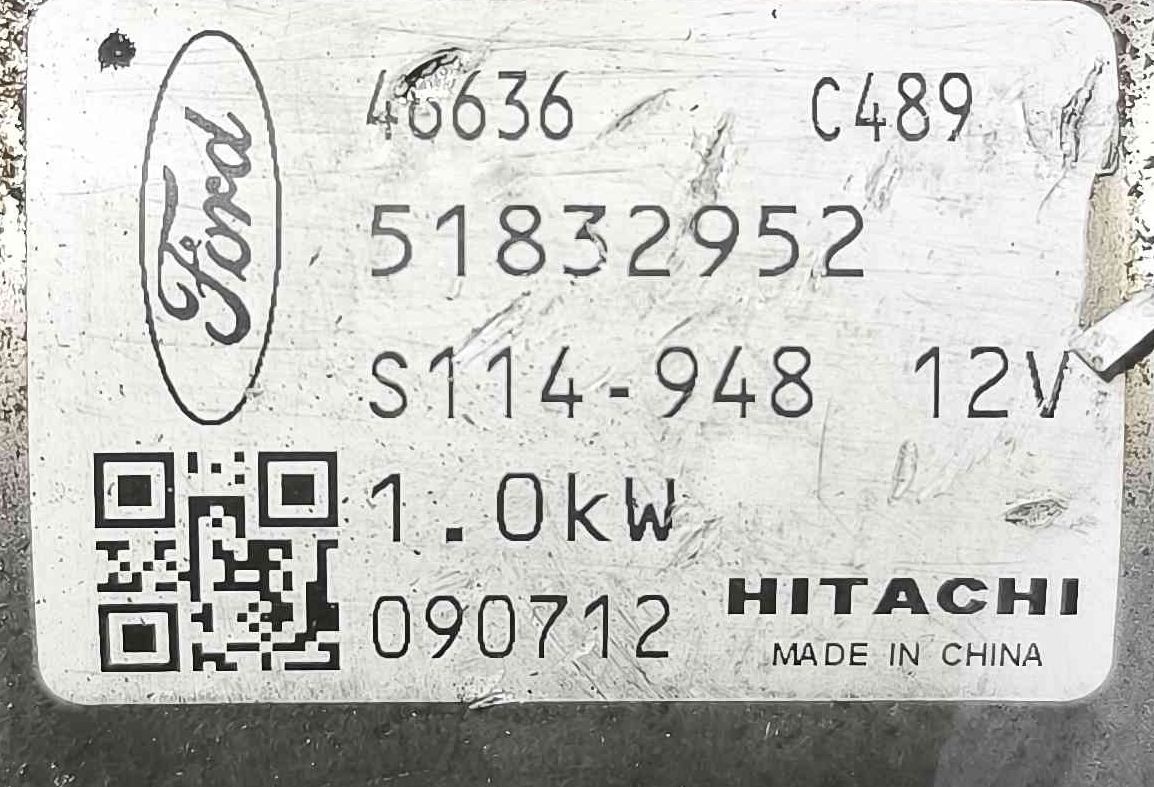 Ford
46636 C489
51832952
S114-948 12V
1.0kW
090712
HITACHI
MADE IN CHINA